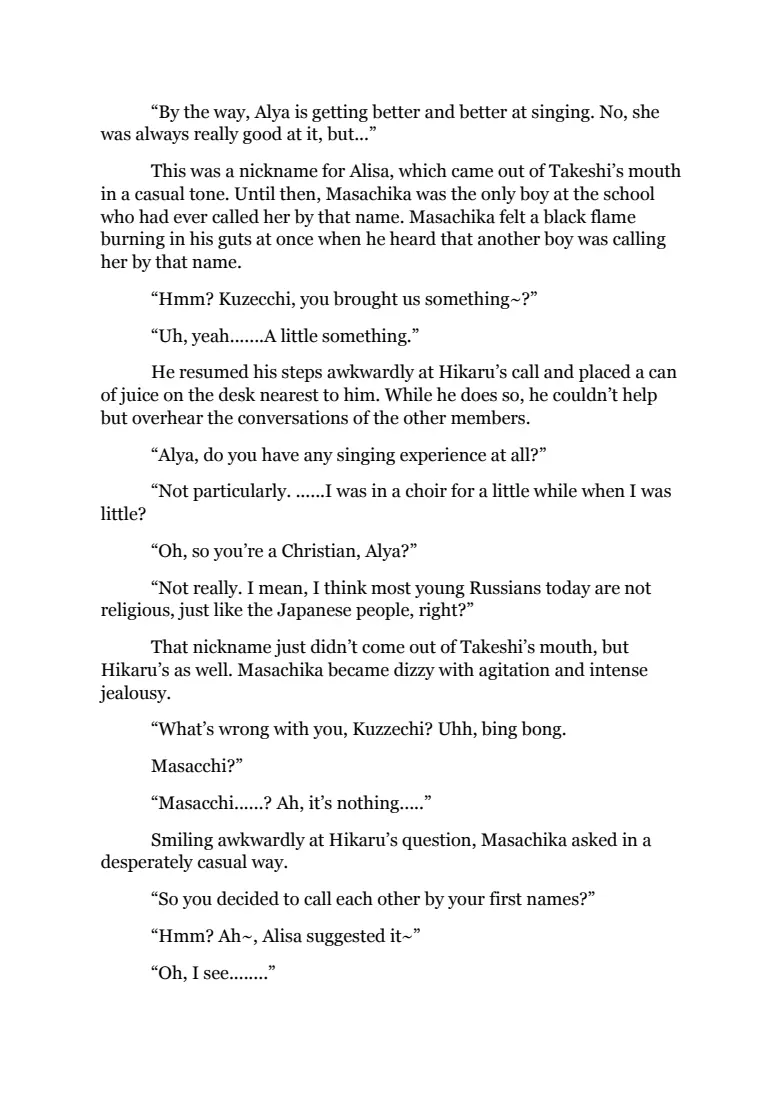 “By the way, Alya is getting better and better at singing. No, she
was always really good at it, but...”
This was a nickname for Alisa, which came out of Takeshi’s mouth
in a casual tone. Until then, Masachika was the only boy at the school
who had ever called her by that name. Masachika felt a black flame
burning in his guts at once when he heard that another boy was calling
her by that name.
“Hmm? Kuzecchi, you brought us something~?”
“Uh, yeah.......A little something.”
He resumed his steps awkwardly at Hikaru’s call and placed a can
of juice on the desk nearest to him. While he does so, he couldn’t help
but overhear the conversations of the other members.
“Alya, do you have any singing experience at all?”
“Not particularly. ......I was in a choir for a little while when I was
little?
“Oh, so you’re a Christian, Alya?”
“Not really. I mean, I think most young Russians today are not
religious, just like the Japanese people, right?”
That nickname just didn’t come out of Takeshi’s mouth, but
Hikaru’s as well. Masachika became dizzy with agitation and intense
jealousy.
“What’s wrong with you, Kuzzechi? Uhh, bing bong.
Masacchi?”
“Masacchi......? Ah, it’s nothing.....”
Smiling awkwardly at Hikaru’s question, Masachika asked in a
desperately casual way.
“So you decided to call each other by your first names?”
“Hmm? Ah~, Alisa suggested it~”
“Oh, I see........”